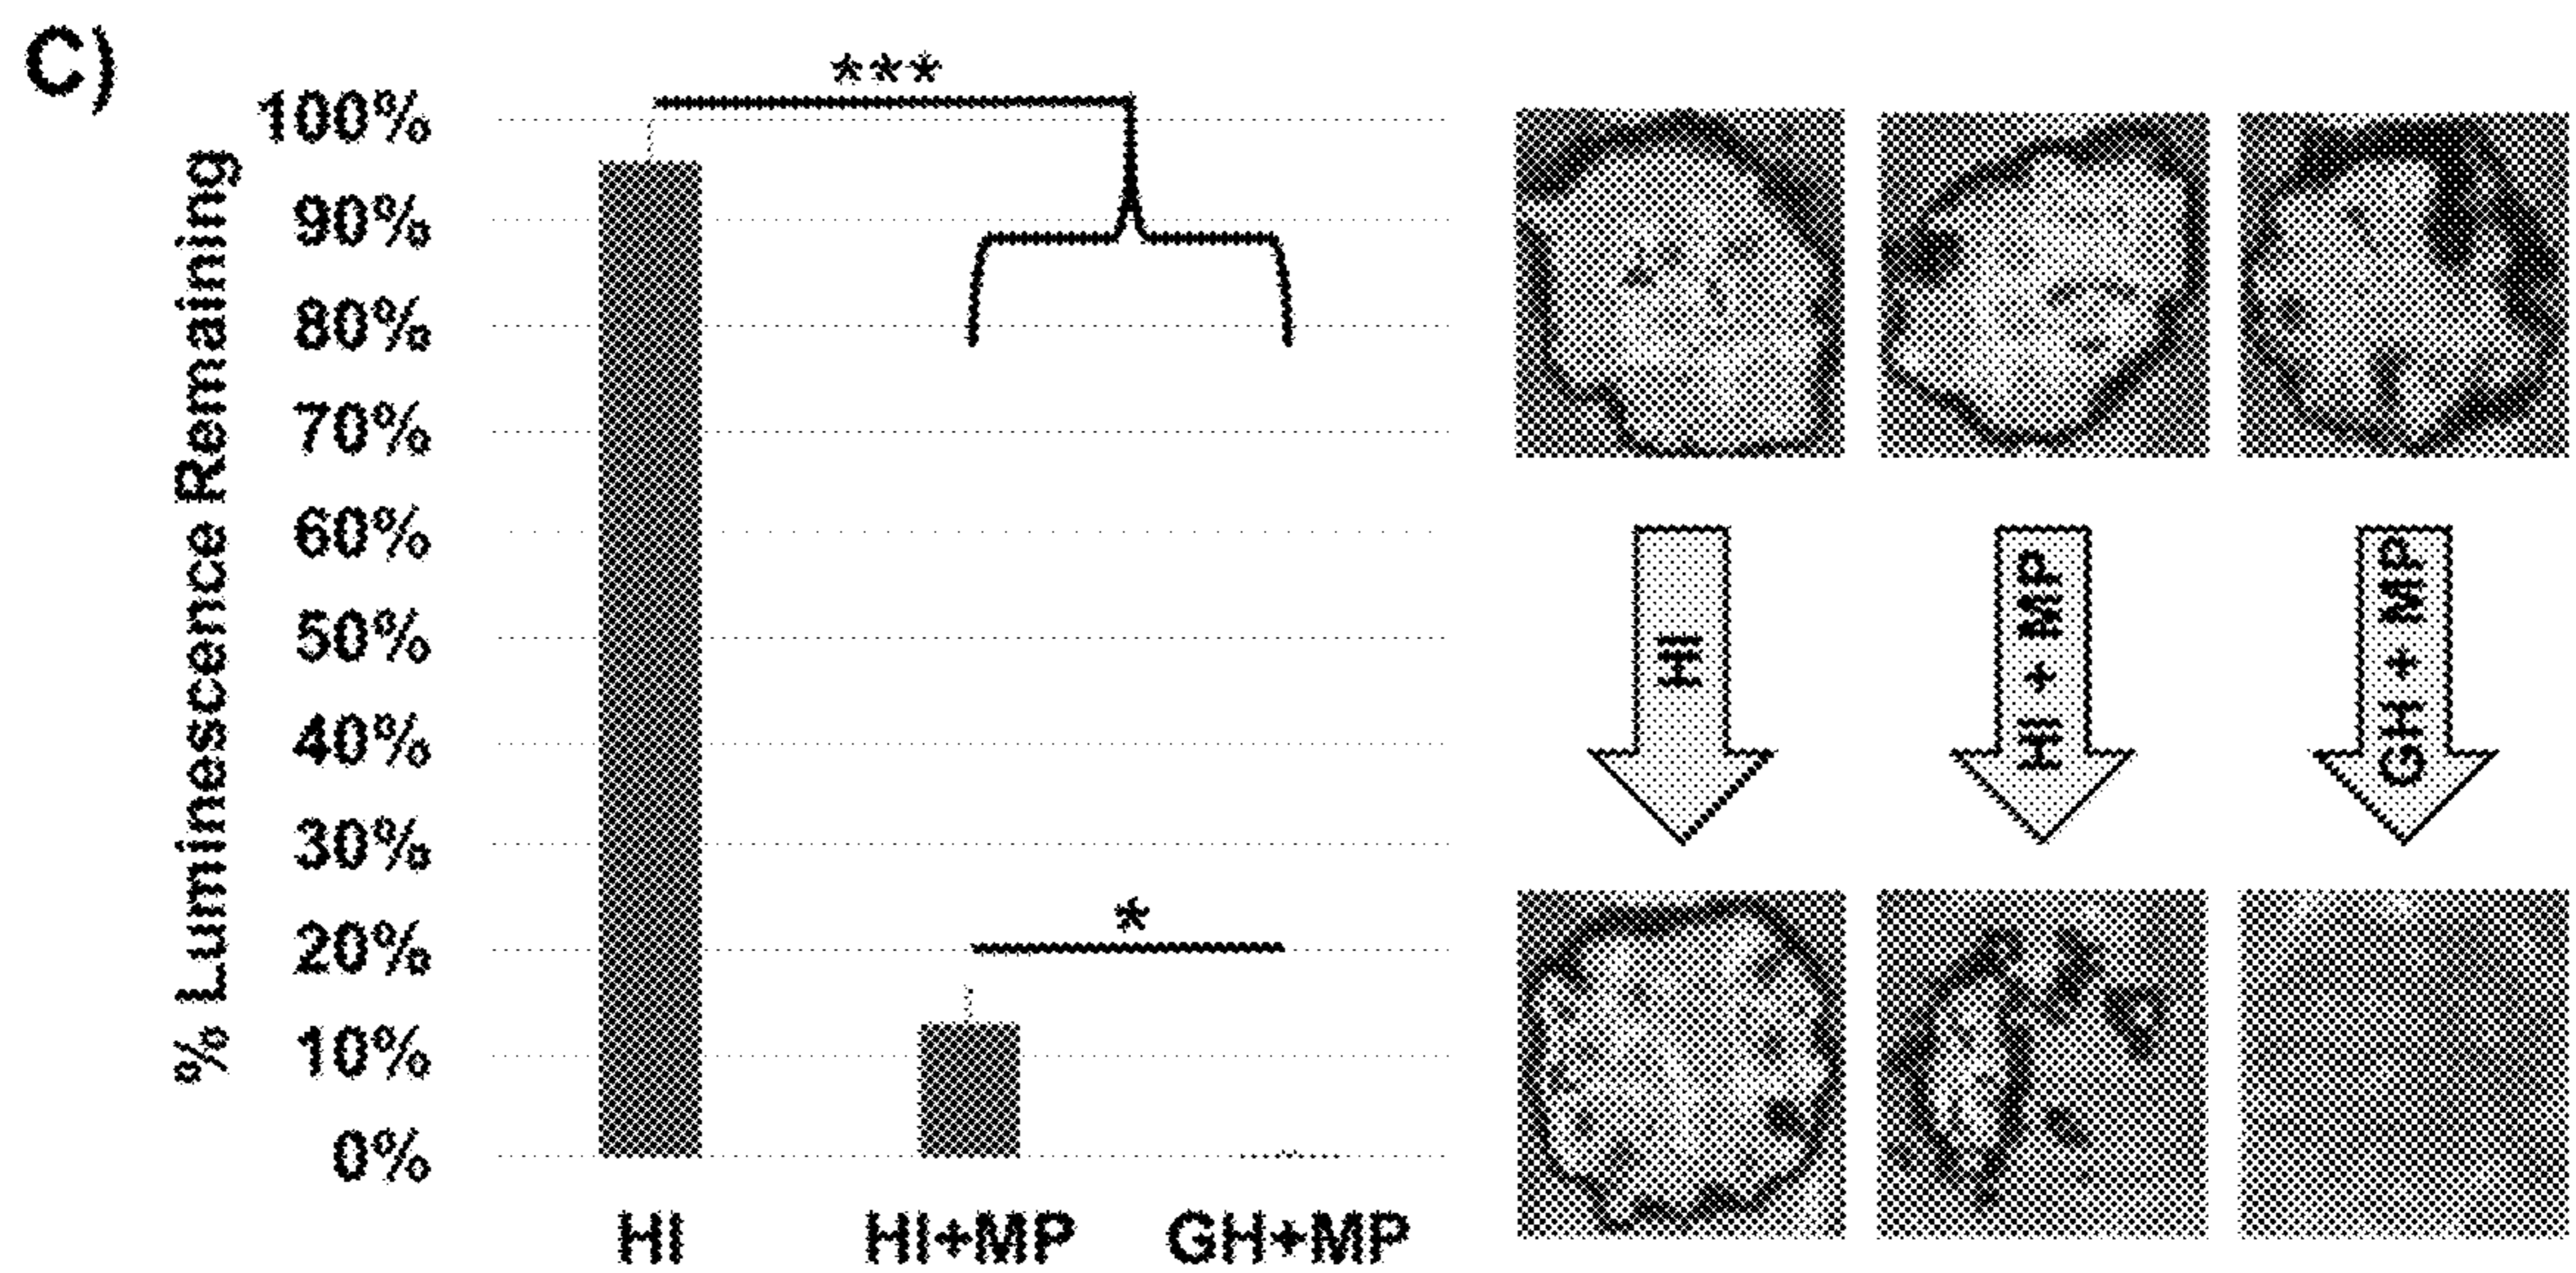 C)
% Luminescence Remaining
100%
90%
80%
70%
60%
50%
40%
30%
20%
10%
0%
***
*
HI
HI+MP
GH+MP
HI
HI + MP
GH + MP